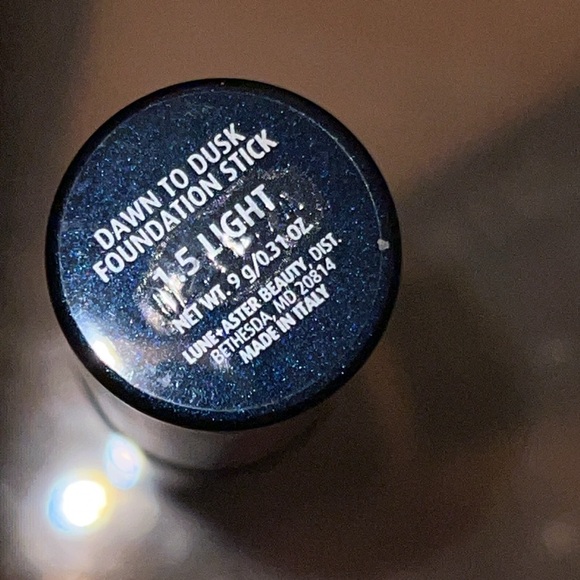 DAWN TO DUSK
FOUNDATION STICK
1.5 LIGHT
NET WT. 9 g/0.31 OZ.
LUNE+ASTER BEAUTY, DIST.
BETHESDA, MD 20814
MADE IN ITALY